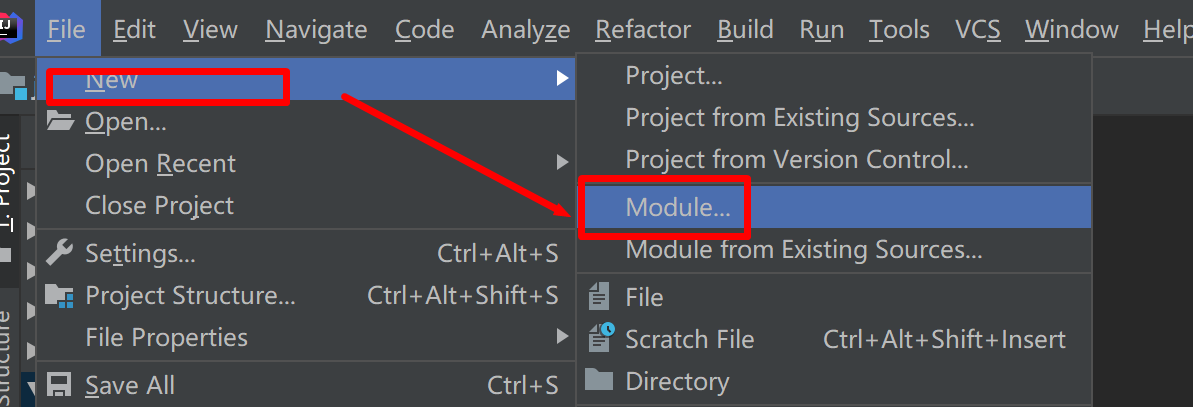 IJ
File Edit View Navigate Code Analyze Refactor Build Run Tools VCS Window Help
New
Open...
Open Recent
Close Project
Settings... Ctrl+Alt+S
Project Structure... Ctrl+Alt+Shift+S
File Properties
Save All Ctrl+S
Project...
Project from Existing Sources...
Project from Version Control...
Module...
Module from Existing Sources...
File
Scratch File Ctrl+Alt+Shift+Insert
Directory
1: Project
Structure